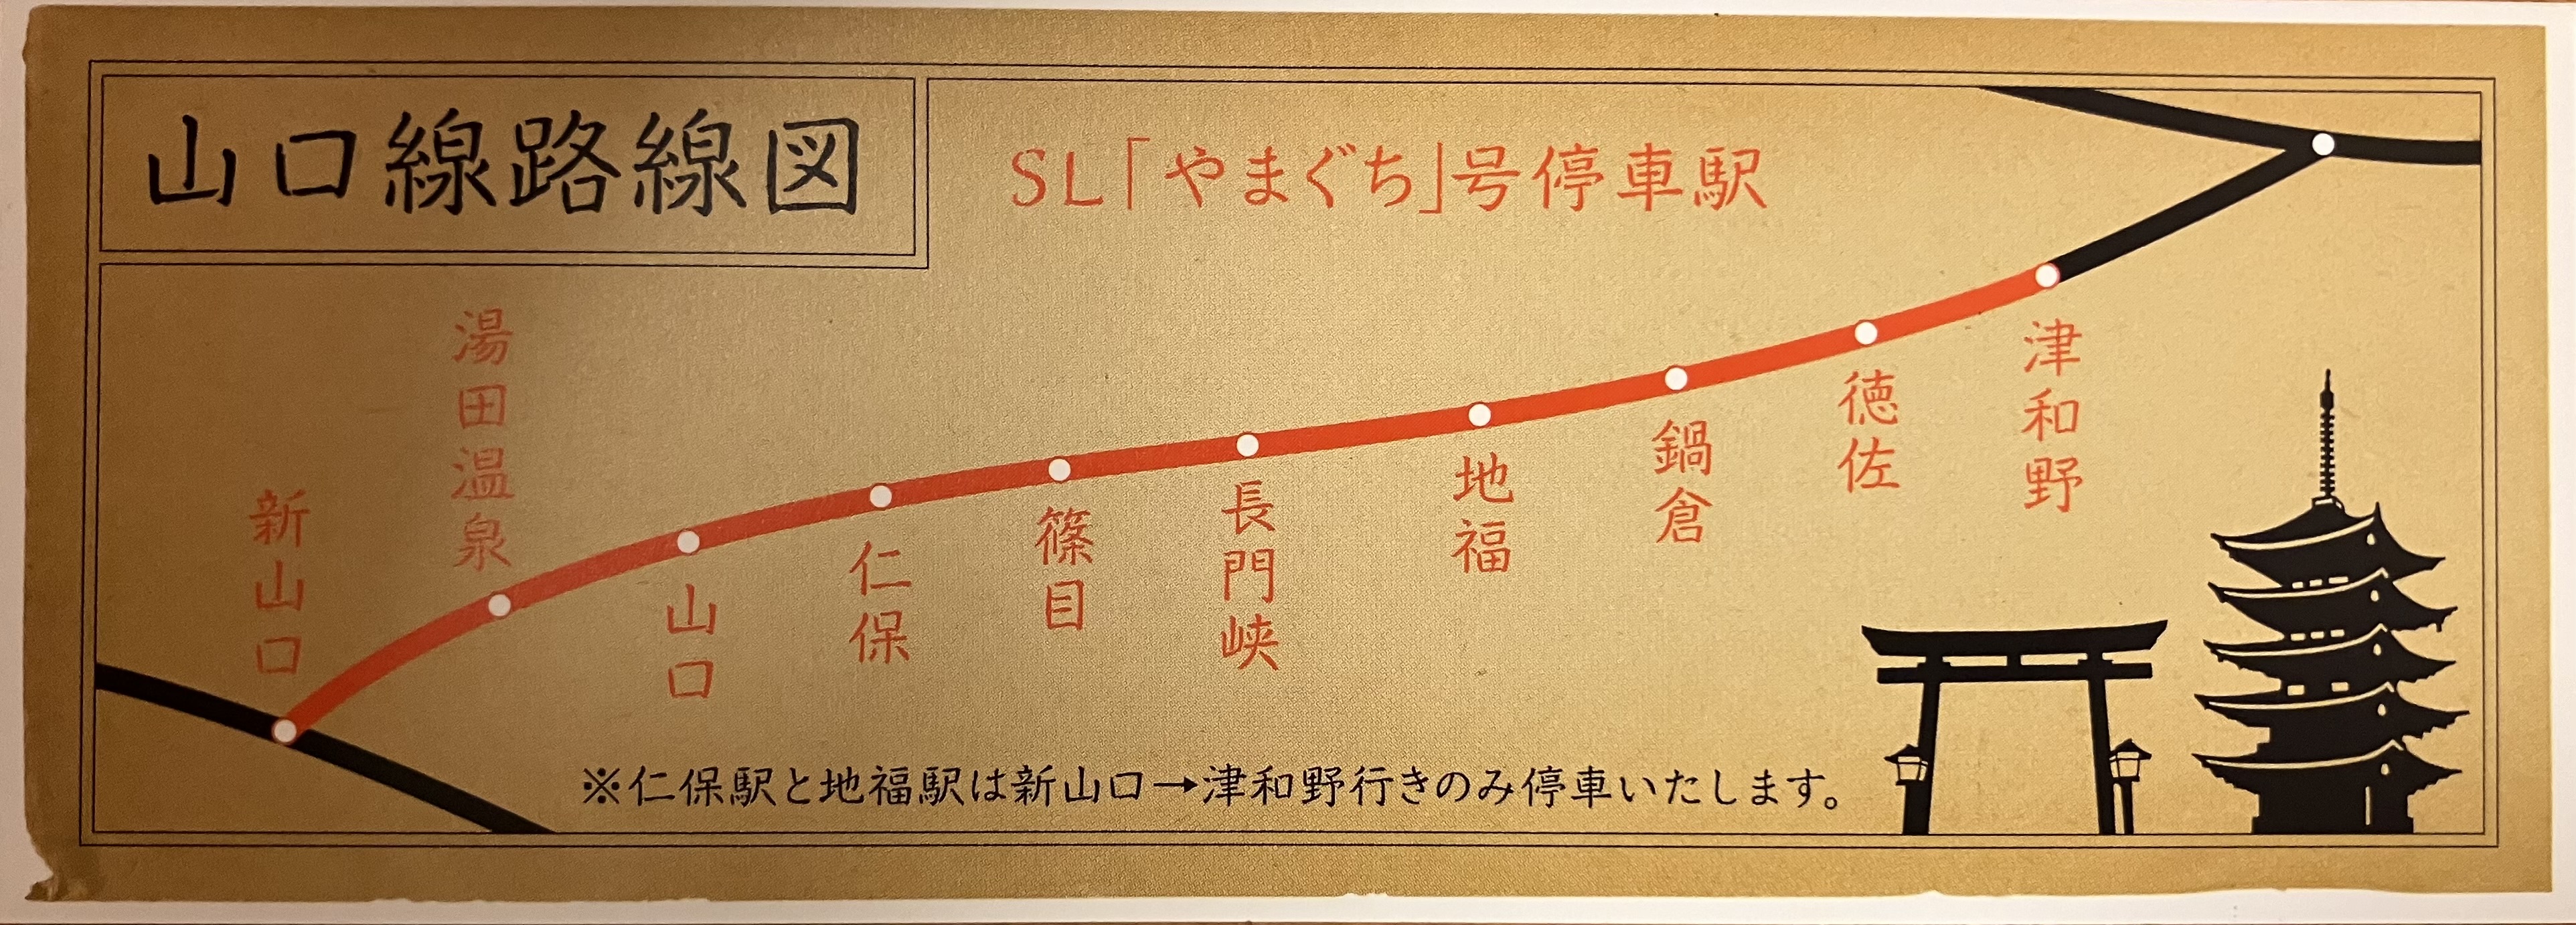 山口線路線図
SL「やまぐち」号停車駅
新山口
湯田温泉
山口
仁保
篠目
長門峡
地福
鍋倉
徳佐
津和野
※仁保駅と地福駅は新山口→津和野行きのみ停車いたします。